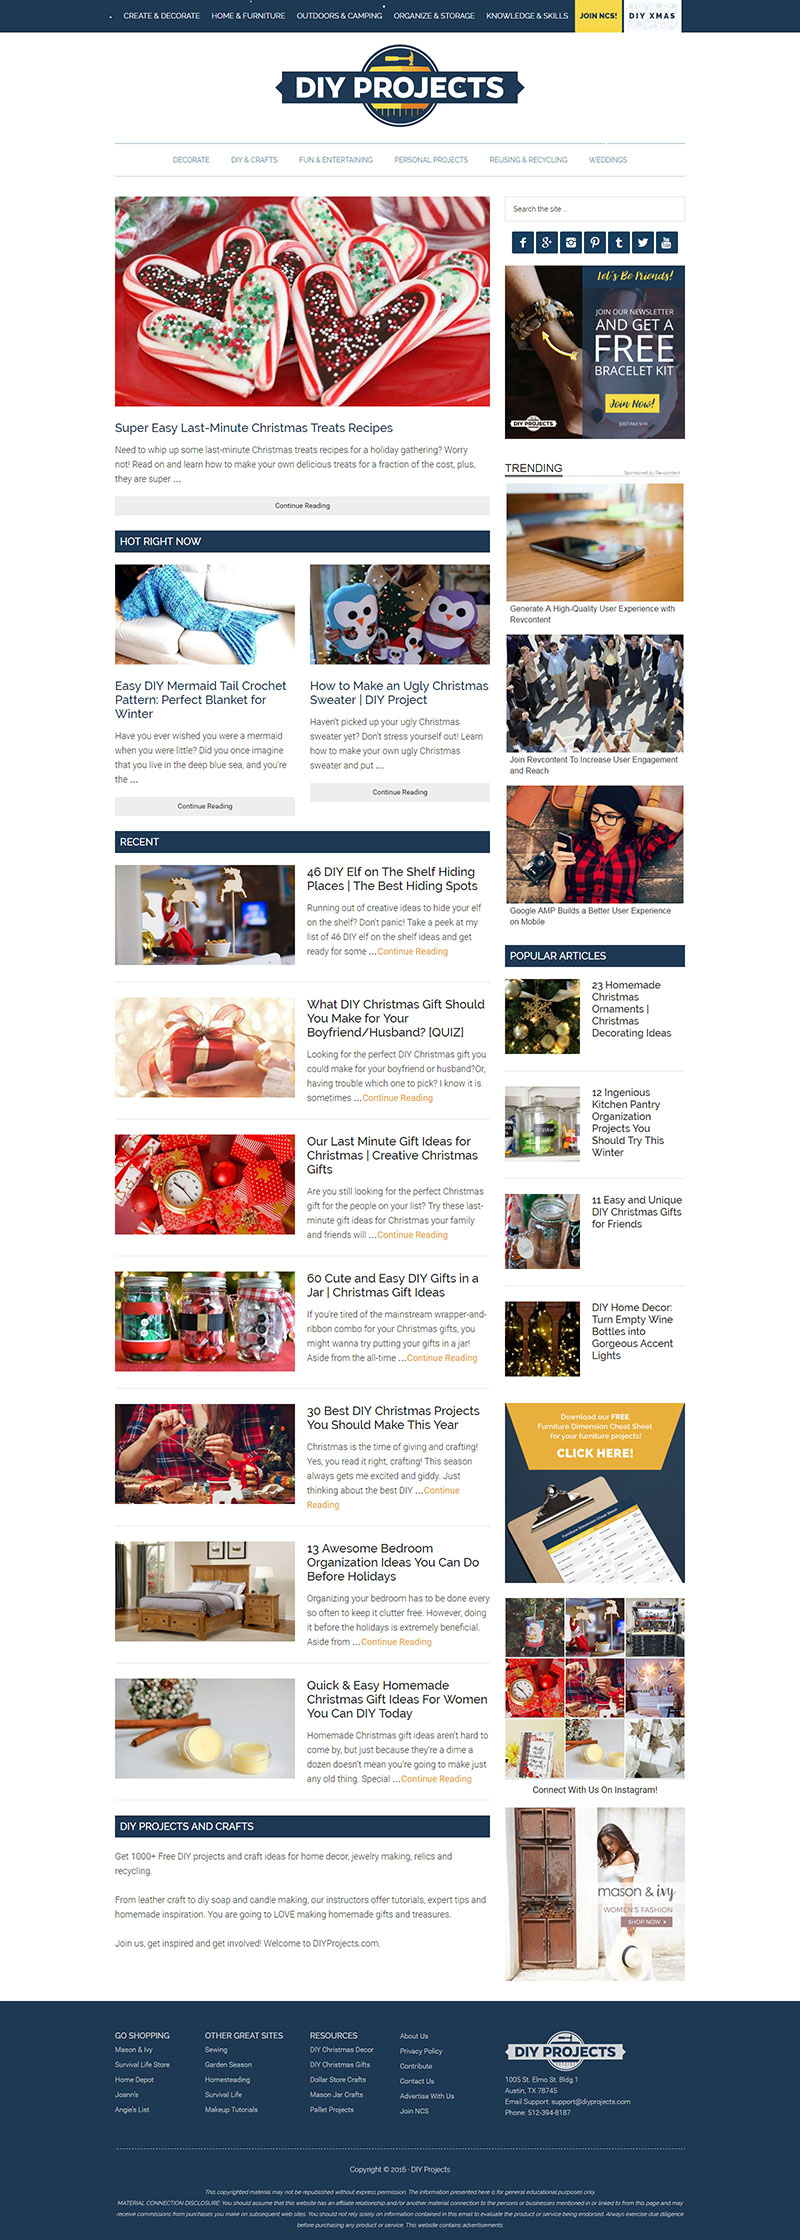 CREATE & DECORATE HOME & FURNITURE OUTDOORS & CAMPING ORGANIZE & STORAGE KNOWLEDGE & SKILLS JOIN NCS! DIY XMAS
DIY PROJECTS
DECORATE DIY & CRAFTS FUN & ENTERTAINING PERSONAL PROJECTS REUSING & RECYCLING WEDDINGS
Super Easy Last-Minute Christmas Treats Recipes
Need to whip up some last-minute Christmas treats recipes for a holiday gathering? Worry
not! Read on and learn how to make your own delicious treats for a fraction of the cost, plus,
they are super ...
Continue Reading
HOT RIGHT NOW
Easy DIY Mermaid Tail Crochet
Pattern: Perfect Blanket for
Winter
Have you ever wished you were a mermaid
when you were little? Did you once imagine
that you live in the deep blue sea, and you're
the ...
Continue Reading
How to Make an Ugly Christmas
Sweater | DIY Project
Haven't picked up your ugly Christmas
sweater yet? Don't stress yourself out! Learn
how to make your own ugly Christmas
sweater and put ...
Continue Reading
RECENT
46 DIY Elf on The Shelf Hiding
Places | The Best Hiding Spots
Running out of creative ideas to hide your elf
on the shelf? Don't panic! Take a peek at my
list of 46 DIY elf on the shelf ideas and get
ready for some ...Continue Reading
What DIY Christmas Gift Should
You Make for Your
Boyfriend/Husband? [QUIZ]
Looking for the perfect DIY Christmas gift you
could make for your boyfriend or husband?Or,
having trouble which one to pick? I know it is
sometimes ...Continue Reading
Our Last Minute Gift Ideas for
Christmas | Creative Christmas
Gifts
Are you still looking for the perfect Christmas
gift for the people on your list? Try these last-
minute gift ideas for Christmas your family
and friends will ...Continue Reading
60 Cute and Easy DIY Gifts in a
Jar | Christmas Gift Ideas
If you're tired of the mainstream wrapper-and-
ribbon combo for your Christmas gifts, you
might wanna try putting your gifts in a jar!
Aside from the all-time ...Continue Reading
30 Best DIY Christmas Projects
You Should Make This Year
Christmas is the time of giving and crafting!
Yes, you read it right, crafting! This season
always gets me excited and giddy. Just
thinking about the best DIY ...Continue
Reading
13 Awesome Bedroom
Organization Ideas You Can Do
Before Holidays
Organizing your bedroom has to be done every
so often to keep it clutter free. However, doing
it before the holidays is extremely beneficial.
Aside from ...Continue Reading
Quick & Easy Homemade
Christmas Gift Ideas For Women
You Can DIY Today
Homemade Christmas gift ideas aren't hard to
come by, but just because they're a dime a
dozen doesn't mean you're going to make just
any old thing. Special ...Continue Reading
DIY PROJECTS AND CRAFTS
Get 1000+ Free DIY projects and craft ideas for home decor, jewelry making, relics and
recycling.
From leather craft to diy soap and candle making, our instructors offer tutorials, expert tips and
homemade inspiration. You are going to LOVE making homemade gifts and treasures.
Join us, get inspired and get involved! Welcome to DIYProjects.com.
Search the site ..
Let's Be Friends!
JOIN OUR NEWSLETTER
AND GET A
FREE
BRACELET KIT
Join Now!
DIY PROJECTS
JUST PAY S+H
TRENDING
Sponsored by Revcontent
Generate A High-Quality User Experience with
Revcontent
Join Revcontent To Increase User Engagement
and Reach
Google AMP Builds a Better User Experience
on Mobile
POPULAR ARTICLES
23 Homemade
Christmas
Ornaments |
Christmas
Decorating Ideas
12 Ingenious
Kitchen Pantry
Organization
Projects You
Should Try This
Winter
11 Easy and Unique
DIY Christmas Gifts
for Friends
DIY Home Decor:
Turn Empty Wine
Bottles into
Gorgeous Accent
Lights
Download our FREE
Furniture Dimension Cheat Sheet
for your furniture projects!
CLICK HERE!
Furniture Dimension Cheat Sheet
Connect With Us On Instagram!
mason & ivy
WOMEN'S FASHION
SHOP NOW
GO SHOPPING
Mason & Ivy
Survival Life Store
Home Depot
Joann's
Angie's List
OTHER GREAT SITES
Sewing
Garden Season
Homesteading
Survival Life
Makeup Tutorials
RESOURCES
DIY Christmas Decor
DIY Christmas Gifts
Dollar Store Crafts
Mason Jar Crafts
Pallet Projects
About Us
Privacy Policy
Contribute
Contact Us
Advertise With Us
Join NCS
DIY PROJECTS
1005 St. Elmo St. Bldg.1
Austin, TX 78745
Email Support: support@diyprojects.com
Phone: 512-394-8187
Copyright © 2016 · DIY Projects
This copyrighted material may not be republished without express permission. The information presented here is for general educational purposes only.
MATERIAL CONNECTION DISCLOSURE: You should assume that this website has an affiliate relationship and/or another material connection to the persons or businesses mentioned in or linked to from this page and may
receive commissions from purchases you make on subsequent web sites. You should not rely solely on information contained in this email to evaluate the product or service being endorsed. Always exercise due diligence
before purchasing any product or service. This website contains advertisements.